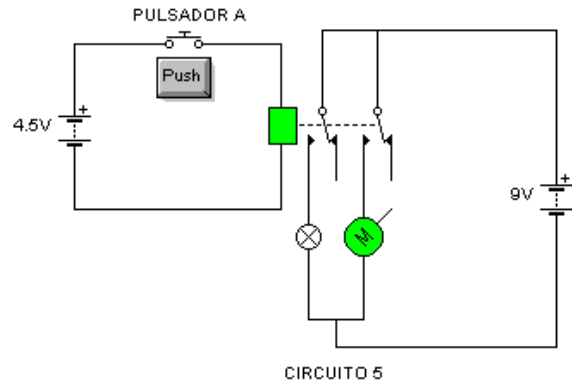 PULSADOR A
Push
4.5V
+
9V
+
M
CIRCUITO 5